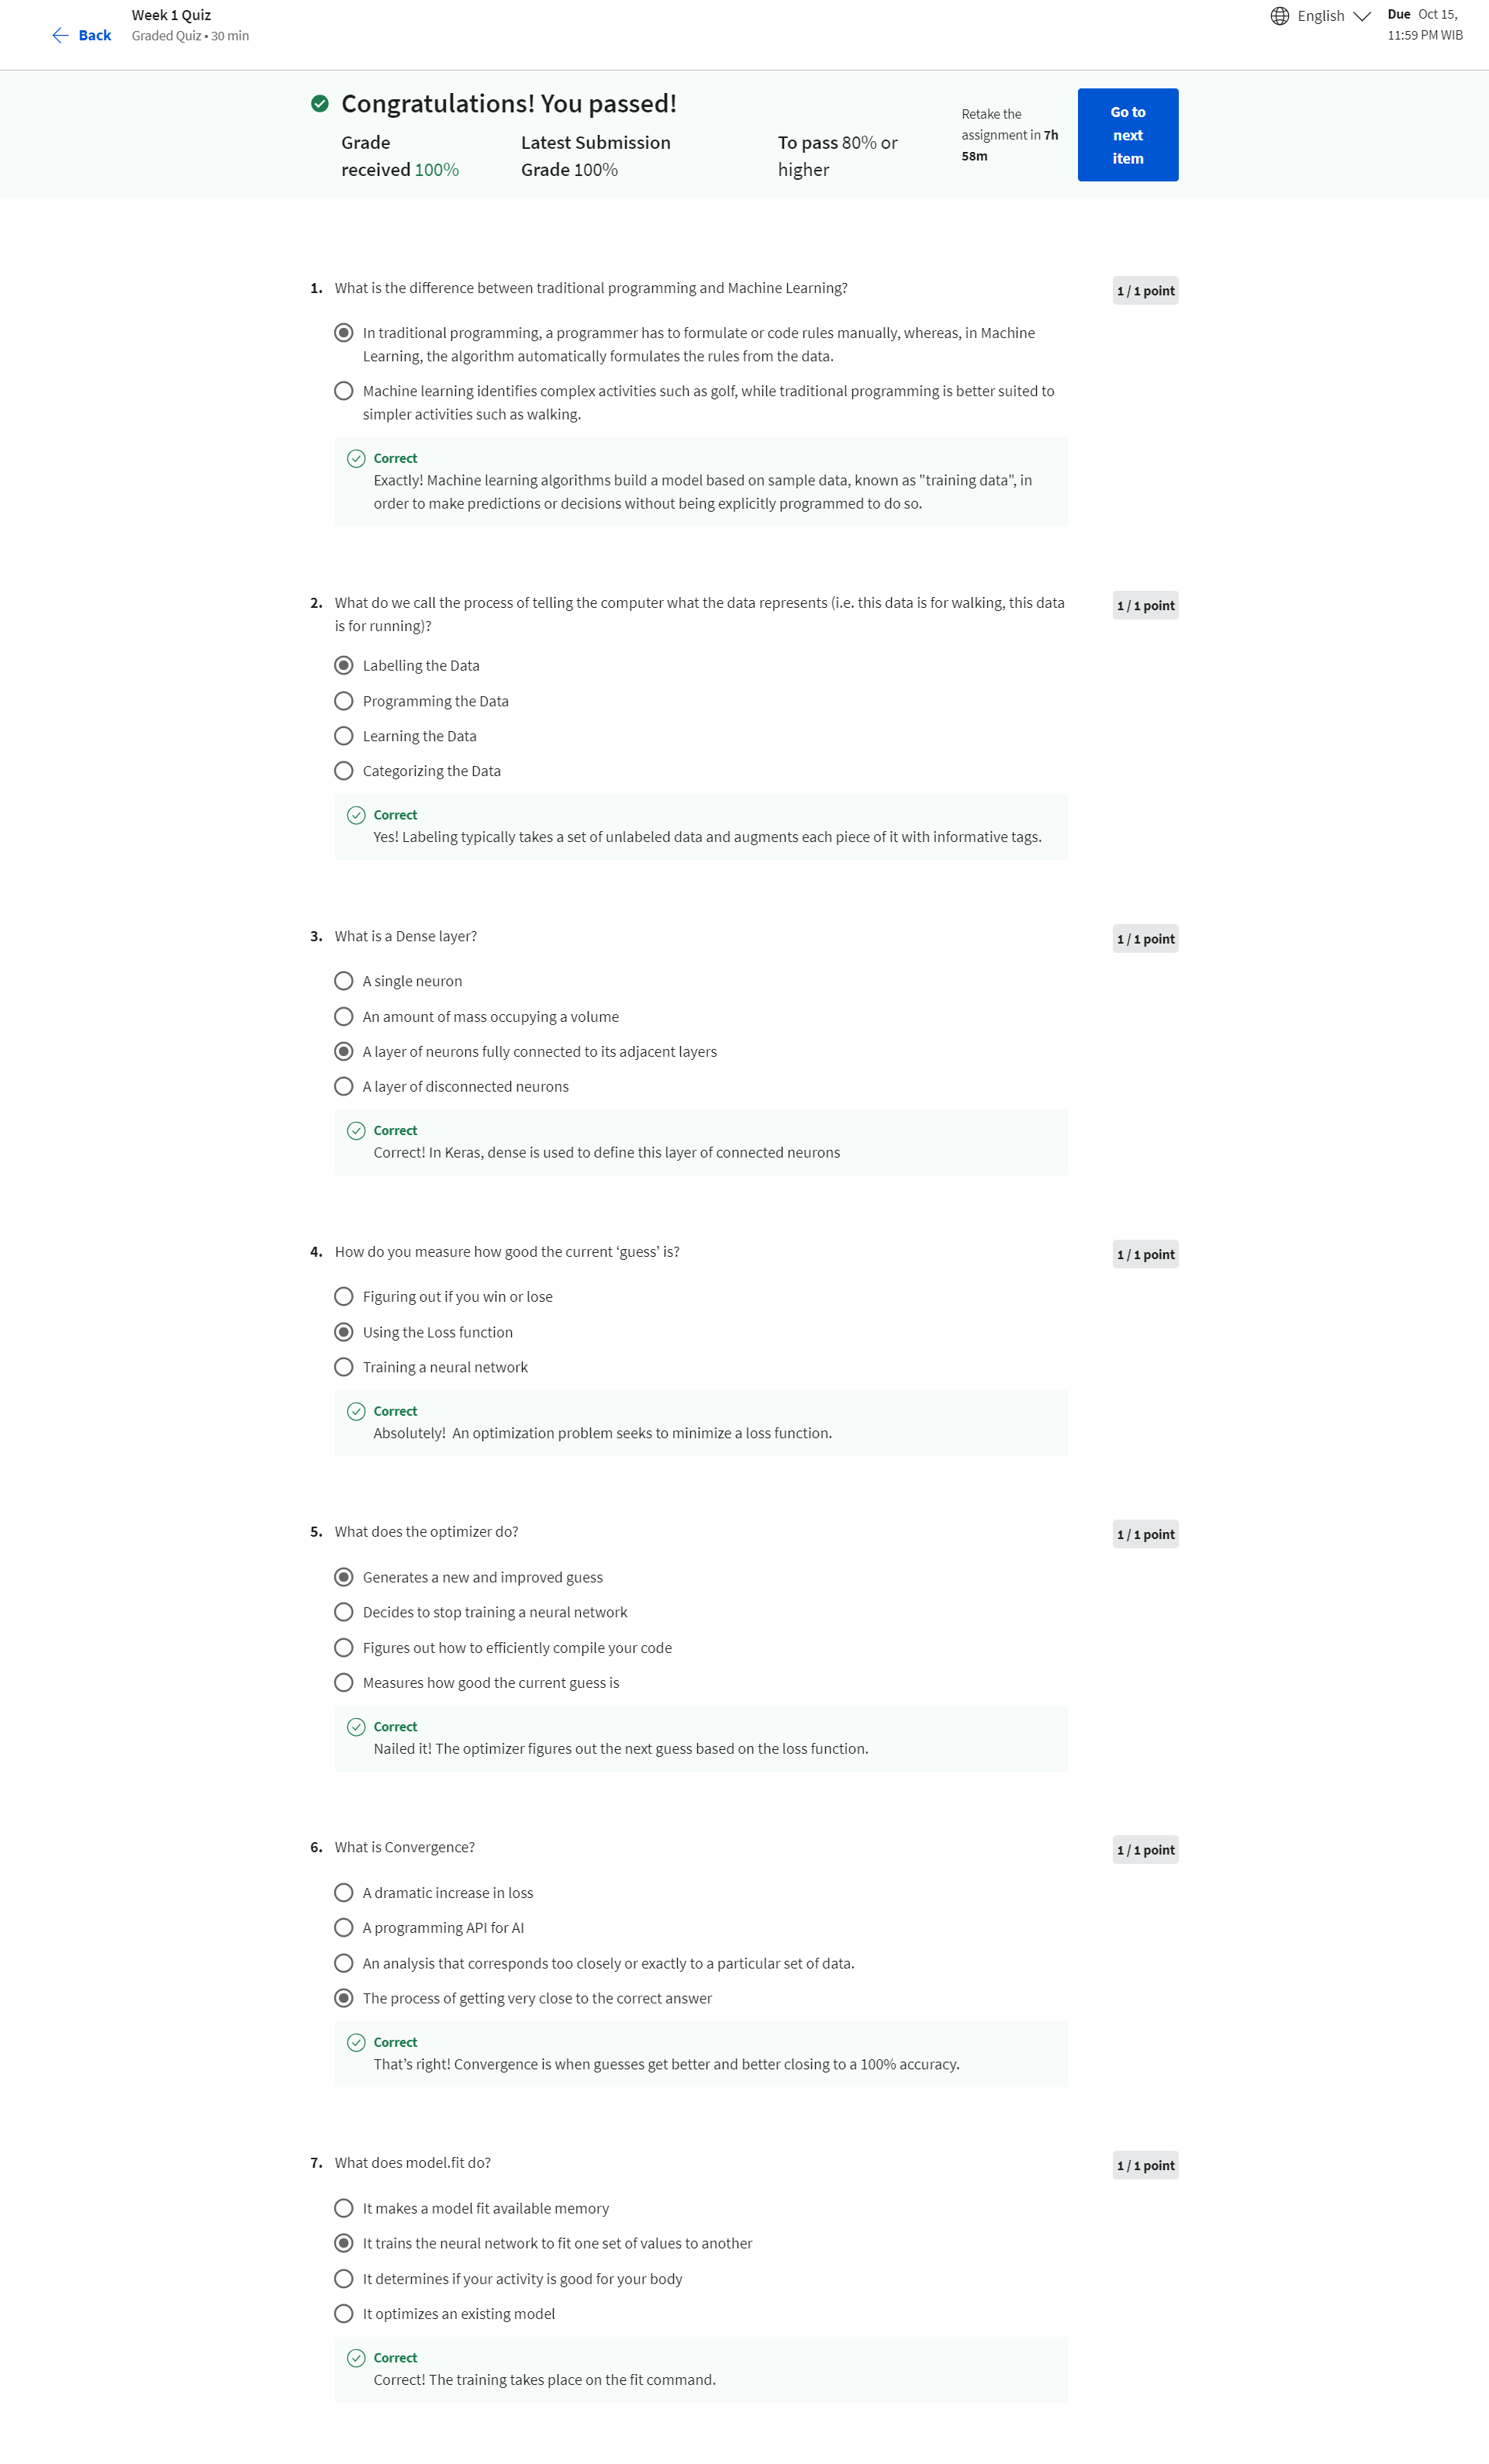 Back
Week 1 Quiz
Graded Quiz • 30 min
English
Due Oct 15,
11:59 PM WIB
Congratulations! You passed!
Grade
received 100%
Latest Submission
Grade 100%
To pass 80% or
higher
Retake the
assignment in 7h
58m
Go to
next
item
1. What is the difference between traditional programming and Machine Learning?
1 / 1 point
In traditional programming, a programmer has to formulate or code rules manually, whereas, in Machine
Learning, the algorithm automatically formulates the rules from the data.
Machine learning identifies complex activities such as golf, while traditional programming is better suited to
simpler activities such as walking.
Correct
Exactly! Machine learning algorithms build a model based on sample data, known as "training data", in
order to make predictions or decisions without being explicitly programmed to do so.
2. What do we call the process of telling the computer what the data represents (i.e. this data is for walking, this data
is for running)?
1 / 1 point
Labelling the Data
Programming the Data
Learning the Data
Categorizing the Data
Correct
Yes! Labeling typically takes a set of unlabeled data and augments each piece of it with informative tags.
3. What is a Dense layer?
1 / 1 point
A single neuron
An amount of mass occupying a volume
A layer of neurons fully connected to its adjacent layers
A layer of disconnected neurons
Correct
Correct! In Keras, dense is used to define this layer of connected neurons
4. How do you measure how good the current ‘guess’ is?
1 / 1 point
Figuring out if you win or lose
Using the Loss function
Training a neural network
Correct
Absolutely!  An optimization problem seeks to minimize a loss function.
5. What does the optimizer do?
1 / 1 point
Generates a new and improved guess
Decides to stop training a neural network
Figures out how to efficiently compile your code
Measures how good the current guess is
Correct
Nailed it! The optimizer figures out the next guess based on the loss function.
6. What is Convergence?
1 / 1 point
A dramatic increase in loss
A programming API for AI
An analysis that corresponds too closely or exactly to a particular set of data.
The process of getting very close to the correct answer
Correct
That’s right! Convergence is when guesses get better and better closing to a 100% accuracy.
7. What does model.fit do?
1 / 1 point
It makes a model fit available memory
It trains the neural network to fit one set of values to another
It determines if your activity is good for your body
It optimizes an existing model
Correct
Correct! The training takes place on the fit command.